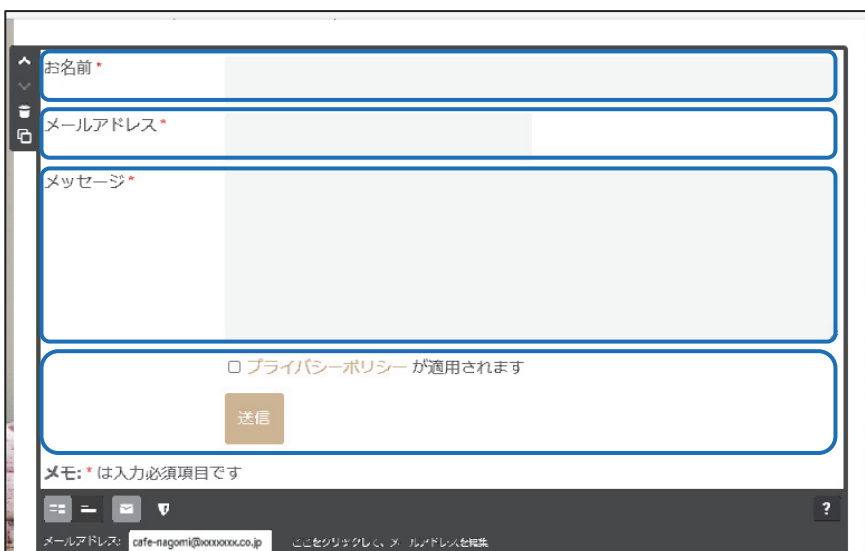 お名前 *
メールアドレス *
メッセージ *
プライバシーポリシー が適用されます
送信
メモ: * は入力必須項目です
?
メールアドレス: cafe-nagomi@xxxxxxx.co.jp ここをクリックして、メールアドレスを編集